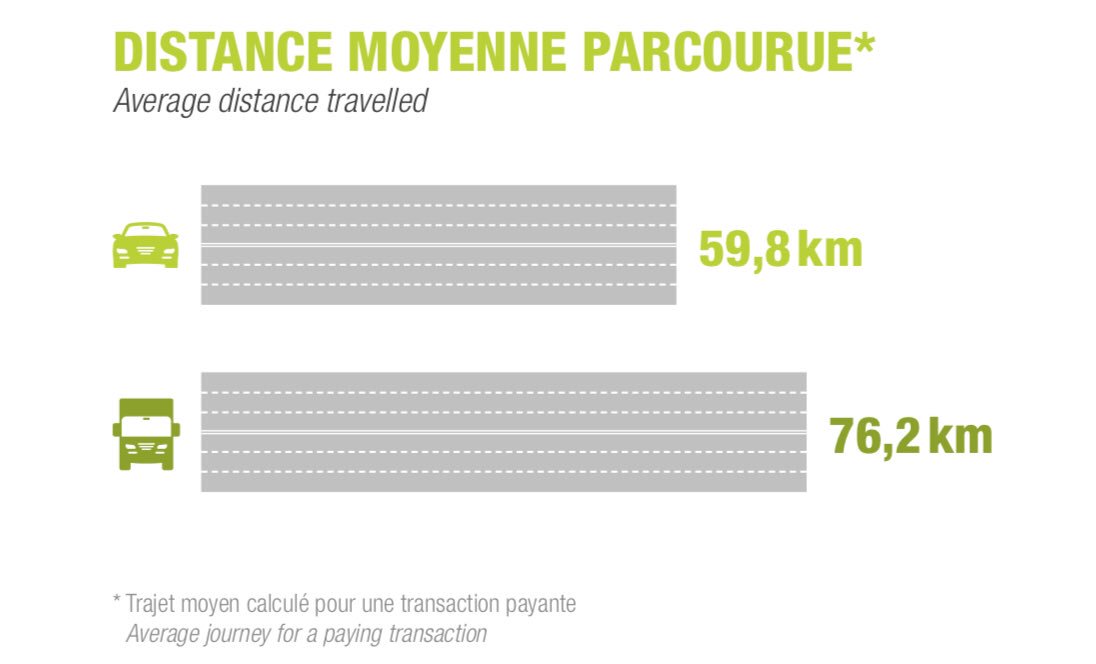 DISTANCE MOYENNE PARCOURUE*
Average distance travelled
59,8 km
76,2 km
* Trajet moyen calculé pour une transaction payante
Average journey for a paying transaction